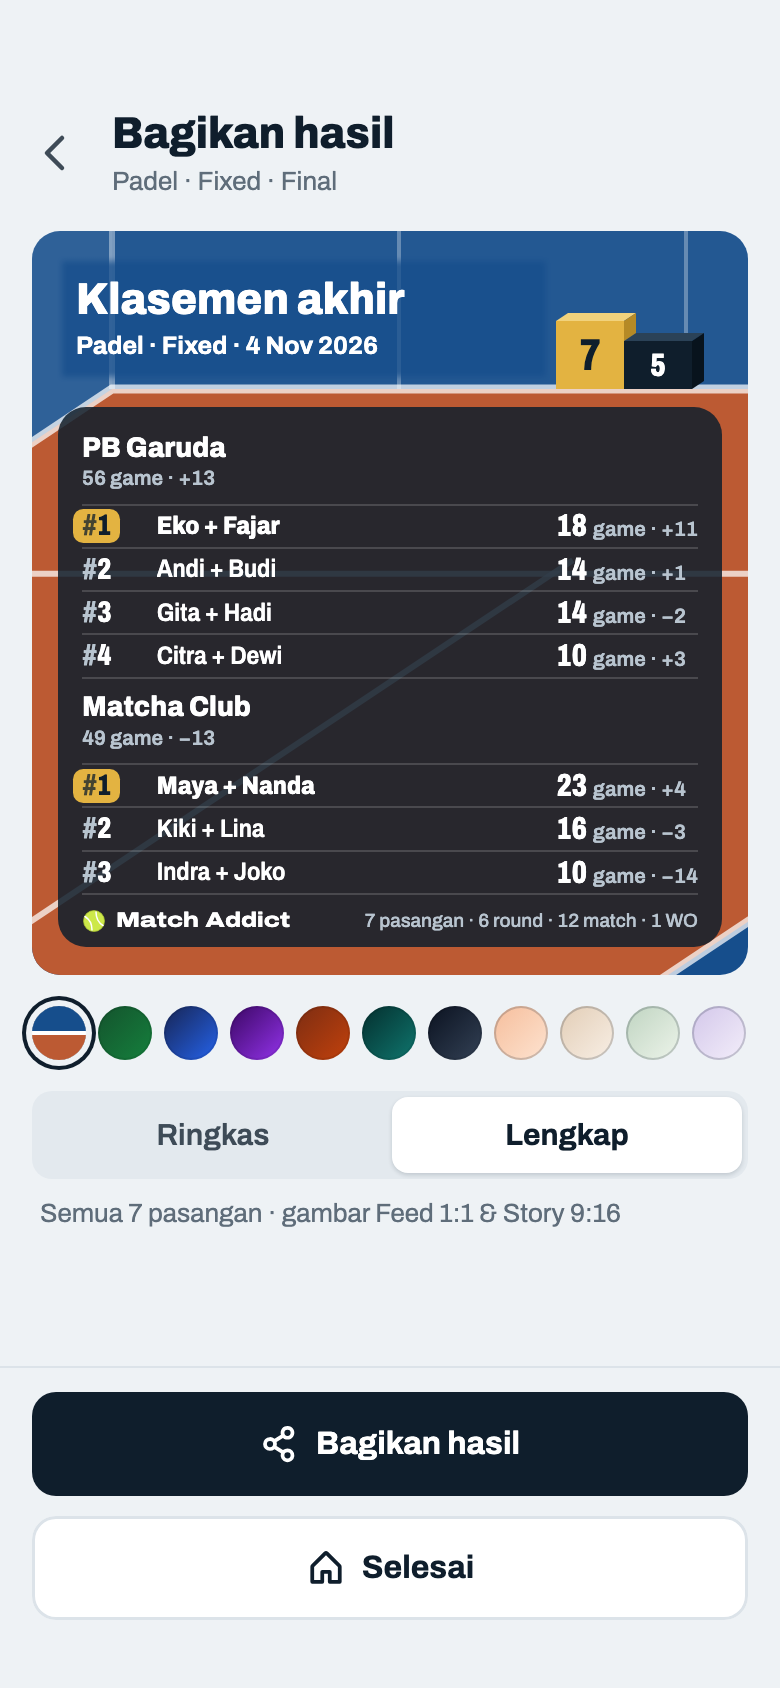 Bagikan hasil
Padel · Fixed · Final
Klasemen akhir
Padel · Fixed · 4 Nov 2026
7
5
PB Garuda
56 game · +13
#1 Eko + Fajar 18 game · +11
#2 Andi + Budi 14 game · +1
#3 Gita + Hadi 14 game · −2
#4 Citra + Dewi 10 game · +3
Matcha Club
49 game · −13
#1 Maya + Nanda 23 game · +4
#2 Kiki + Lina 16 game · −3
#3 Indra + Joko 10 game · −14
Match Addict 7 pasangan · 6 round · 12 match · 1 WO
Ringkas Lengkap
Semua 7 pasangan · gambar Feed 1:1 & Story 9:16
Bagikan hasil
Selesai